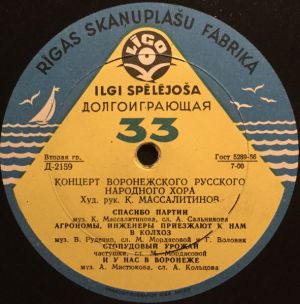 RIGAS SKAŅUPLAŠU FABRIKA
LĪGO
ILGI SPĒLĒJOŠA
ДОЛГОИГРАЮЩАЯ
33
Вторая гр. Гост 5289-56
Д-2159 7-00
КОНЦЕРТ ВОРОНЕЖСКОГО РУССКОГО
НАРОДНОГО ХОРА
Худ. рук. К. МАССАЛИТИНОВ
СПАСИБО ПАРТИИ
муз. К. Массалитинова, сл. А. Сальникова
АГРОНОМЫ, ИНЖЕНЕРЫ ПРИЕЗЖАЮТ К НАМ
В КОЛХОЗ
муз. В. Руденко, сл. М. Мордасовой и Г. Воловик
СТОПУДОВЫЙ УРОЖАЙ
частушки, сл. М. Мордасовой
И У НАС В ВОРОНЕЖЕ
муз. А. Мистюкова, сл. А. Кольцова